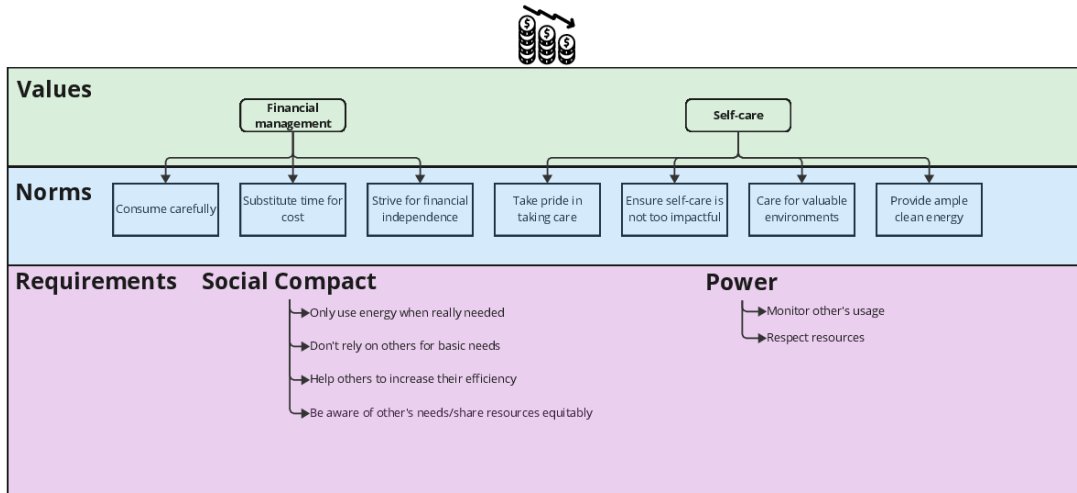 $
$
$
Values
Financial
management
Self-care
Norms
Consume carefully
Substitute time for
cost
Strive for financial
independence
Take pride in
taking care
Ensure self-care is
not too impactful
Care for valuable
environments
Provide ample
clean energy
Requirements
Social Compact
Only use energy when really needed
Don't rely on others for basic needs
Help others to increase their efficiency
Be aware of other's needs/share resources equitably
Power
Monitor other's usage
Respect resources